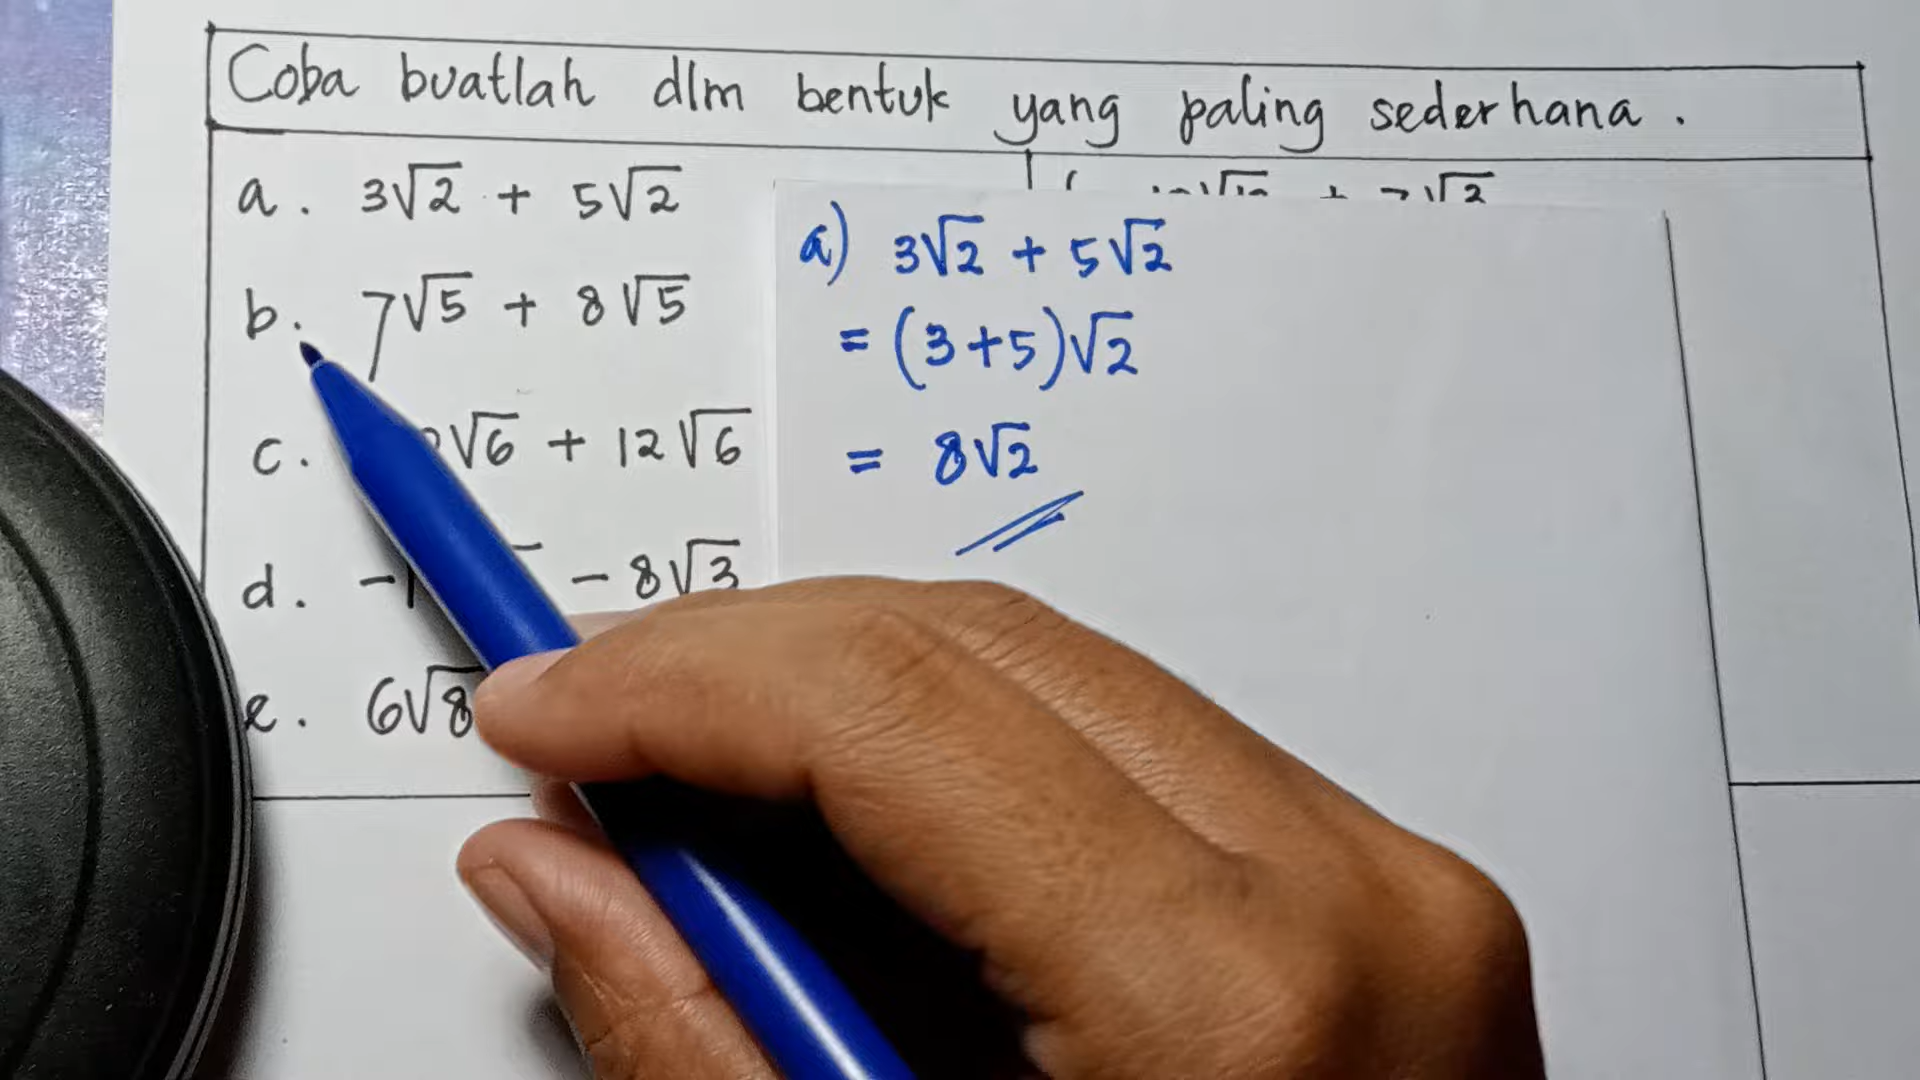 Coba buatlah dlm bentuk yang paling sederhana.
a. 3√2 + 5√2
b. 7√5 + 8√5
c. √6 + 12√6
d. - - 8√3
e. 6√8
a) 3√2 + 5√2
= (3+5)√2
= 8√2